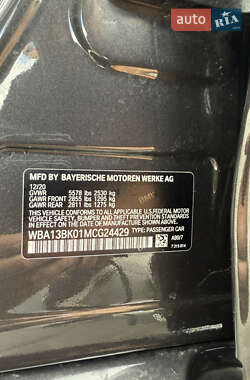 AUTO
RIA
MFD BY BAYERISCHE MOTOREN WERKE AG
12/20
GVWR 5578 lbs 2530 kg
GAWR FRONT 2855 lbs 1295 kg
GAWR REAR 2811 lbs 1275 kg
THIS VEHICLE CONFORMS TO ALL APPLICABLE U.S. FEDERAL MOTOR
VEHICLE SAFETY, BUMPER, AND THEFT PREVENTION STANDARDS
IN EFFECT ON THE DATE OF MANUFACTURE SHOWN ABOVE.
WBA13BK01MCG24429 TYPE: PASSENGER CAR
A90/7